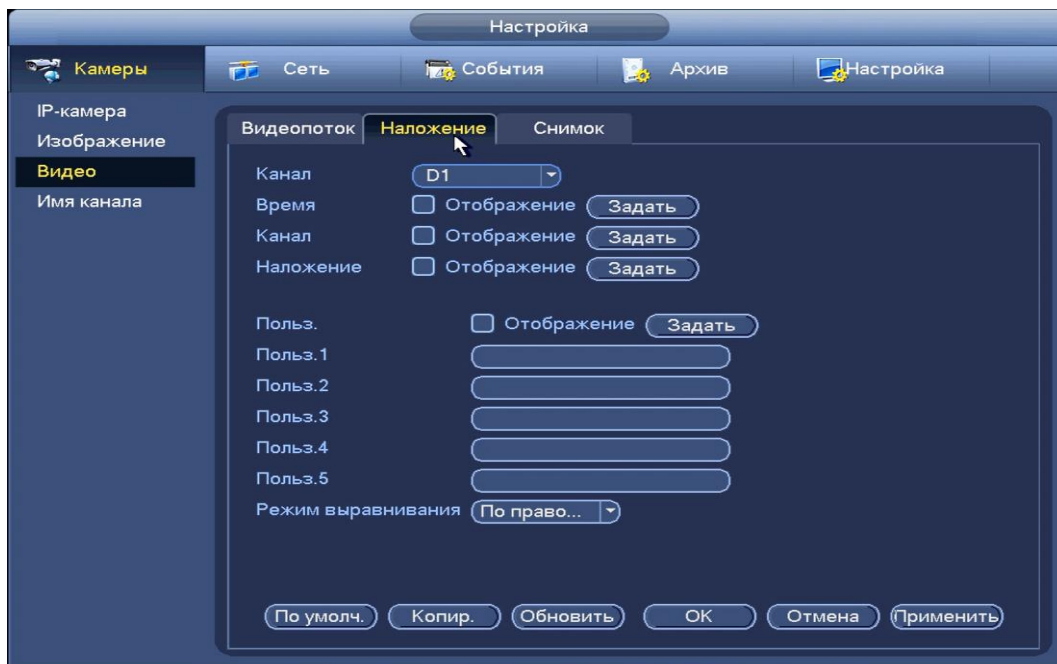 Настройка
Камеры
Сеть
События
Архив
Настройка
IP-камера
Изображение
Видео
Имя канала
Видеопоток Наложение Снимок
Канал D1
Время Отображение Задать
Канал Отображение Задать
Наложение Отображение Задать
Польз. Отображение Задать
Польз.1
Польз.2
Польз.3
Польз.4
Польз.5
Режим выравнивания По право...
По умолч. Копир. Обновить OK Отмена Применить